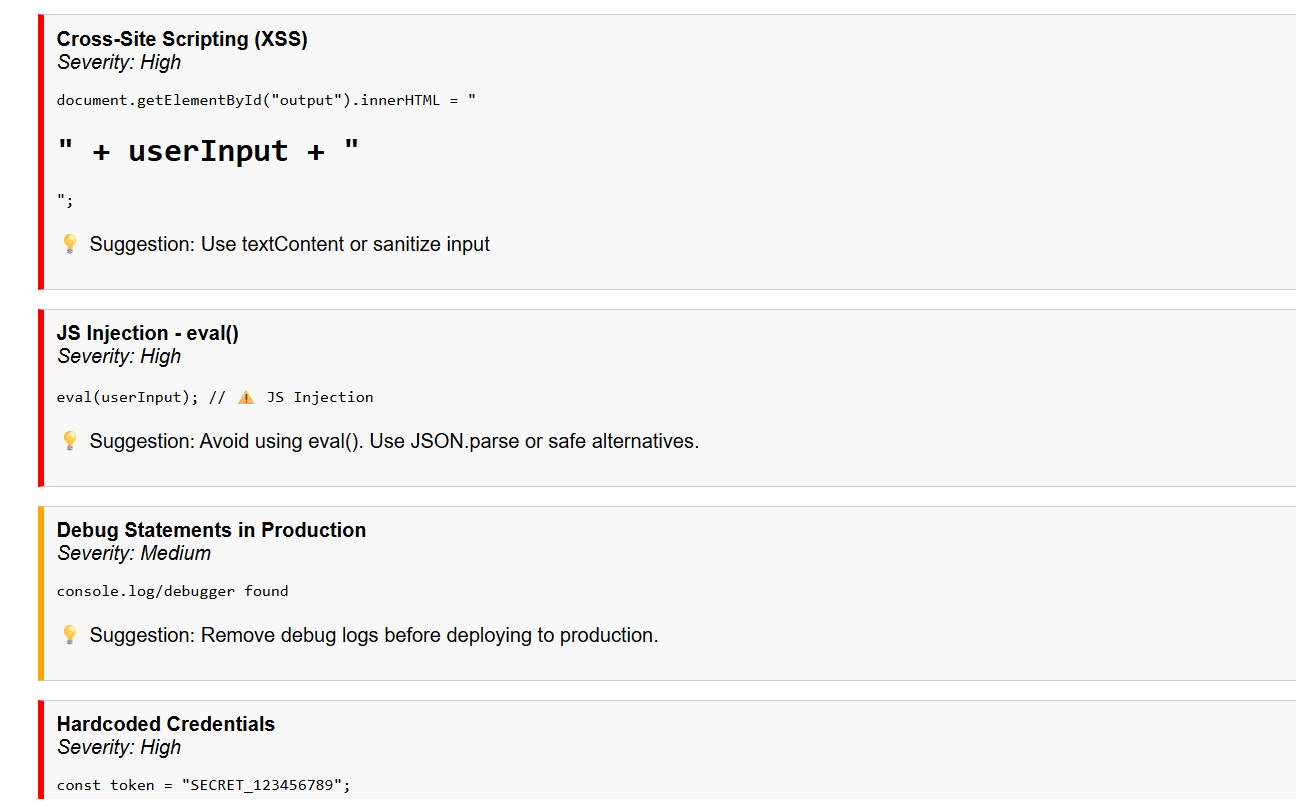 Cross-Site Scripting (XSS)
Severity: High
document.getElementById("output").innerHTML = "
" + userInput + "
";
💡 Suggestion: Use textContent or sanitize input
JS Injection - eval()
Severity: High
eval(userInput); // ⚠️ JS Injection
💡 Suggestion: Avoid using eval(). Use JSON.parse or safe alternatives.
Debug Statements in Production
Severity: Medium
console.log/debugger found
💡 Suggestion: Remove debug logs before deploying to production.
Hardcoded Credentials
Severity: High
const token = "SECRET_123456789";